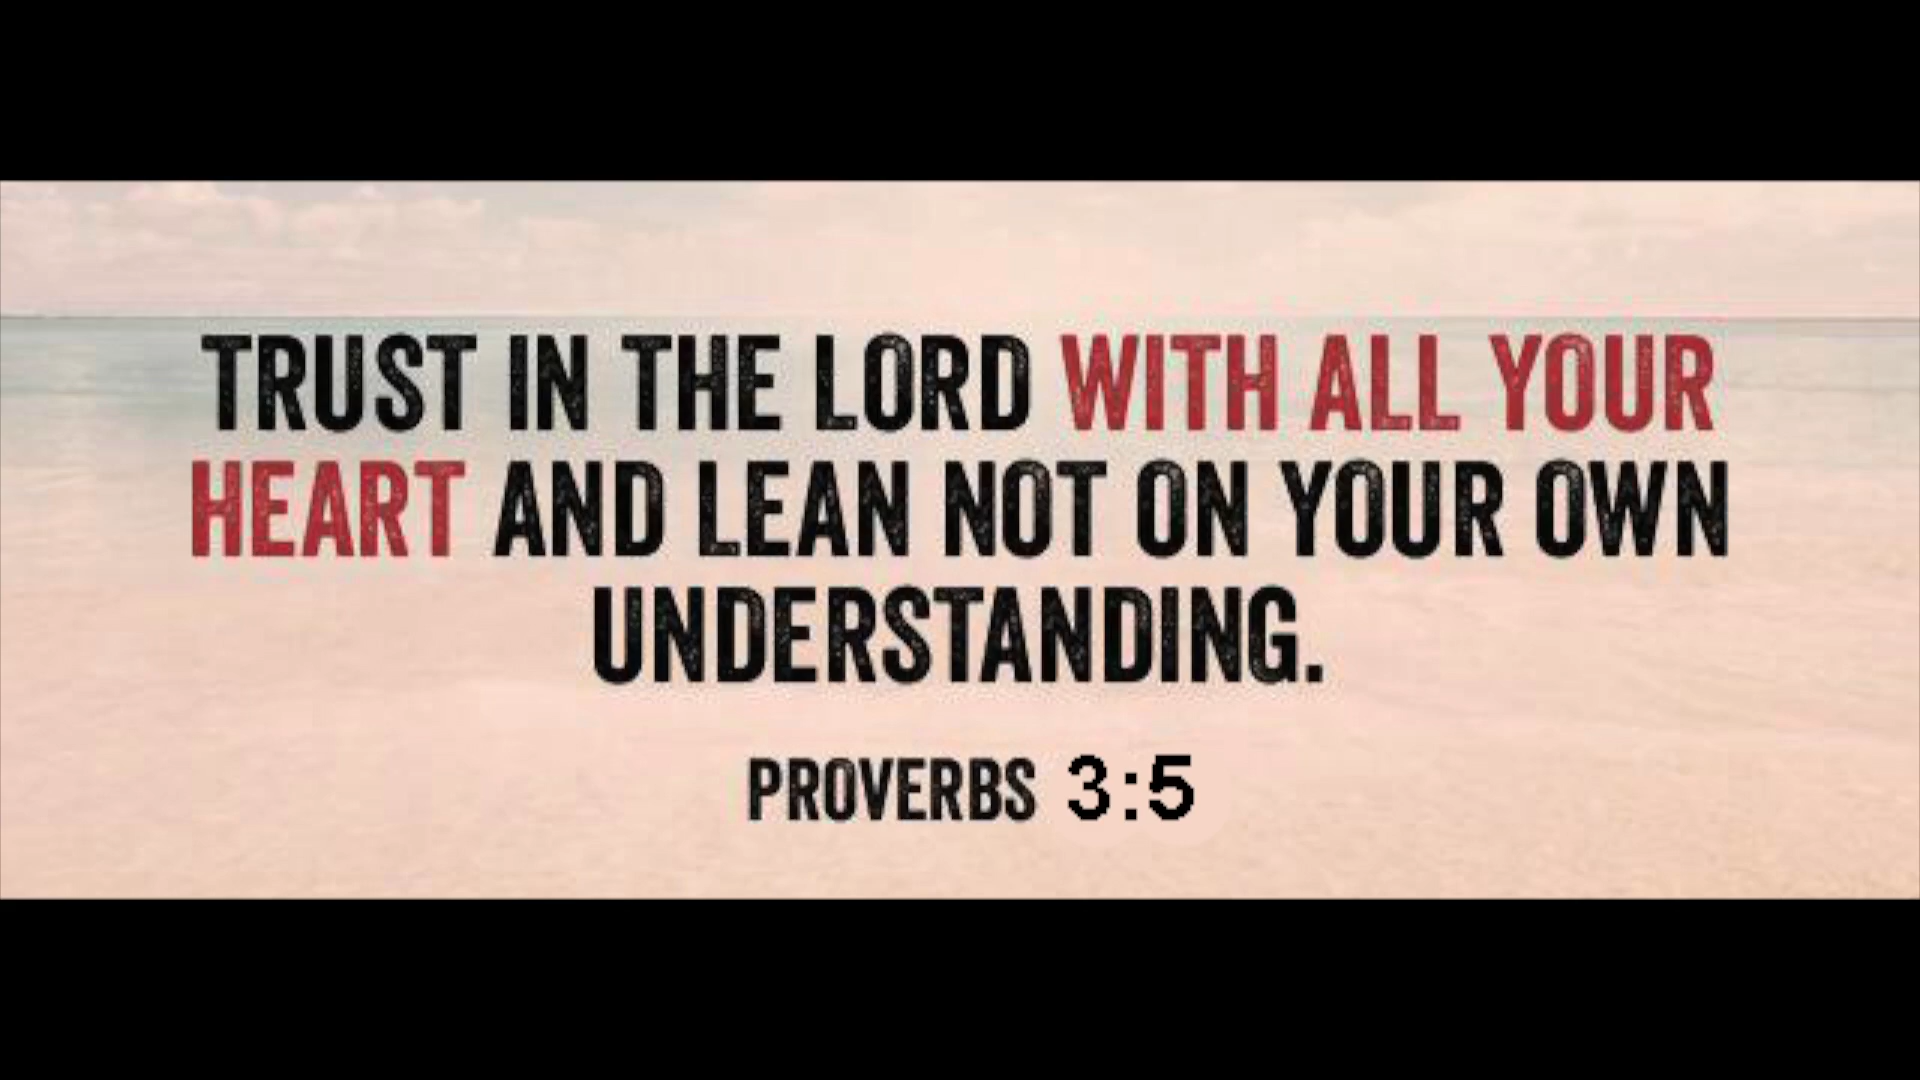 TRUST IN THE LORD WITH ALL YOUR
HEART AND LEAN NOT ON YOUR OWN
UNDERSTANDING.
PROVERBS 3:5